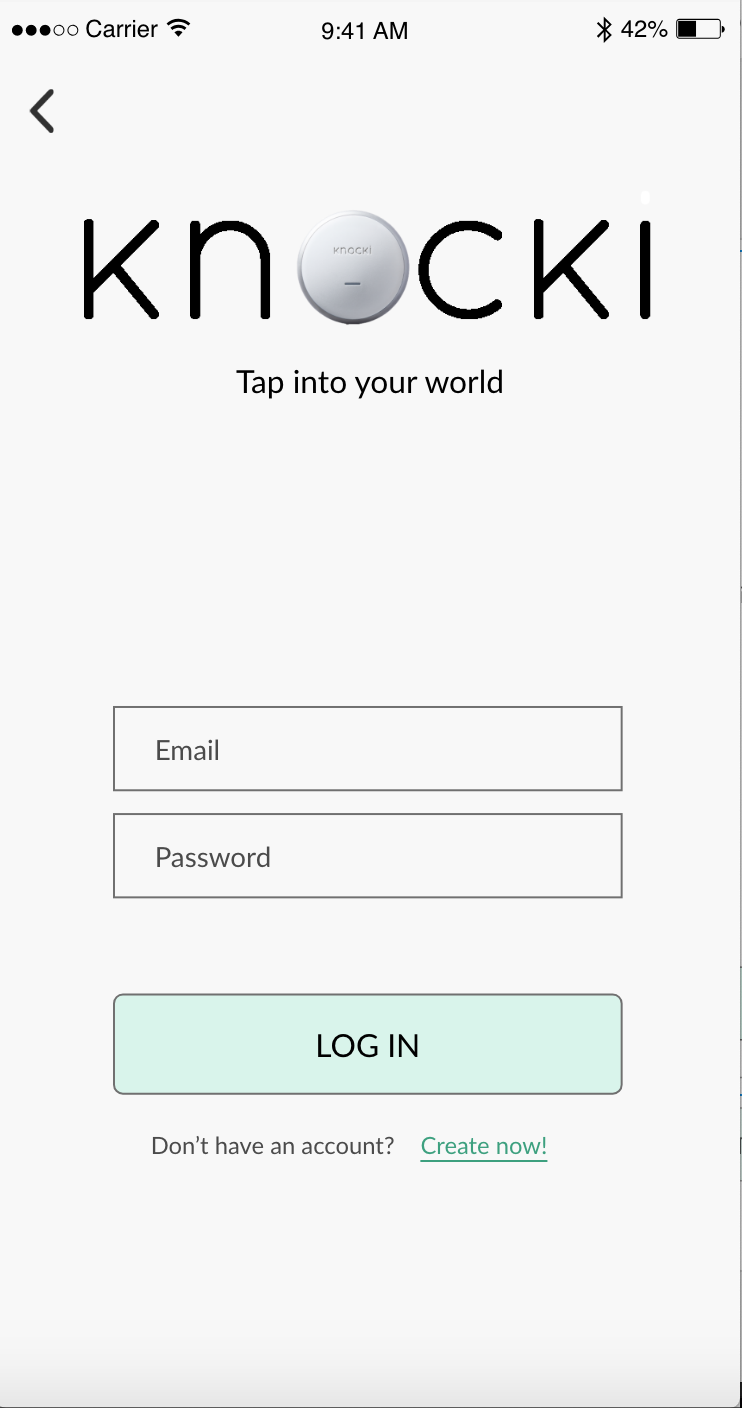 Carrier 9:41 AM 42%
knocki
knocki
Tap into your world
Email
Password
LOG IN
Don’t have an account? Create now!